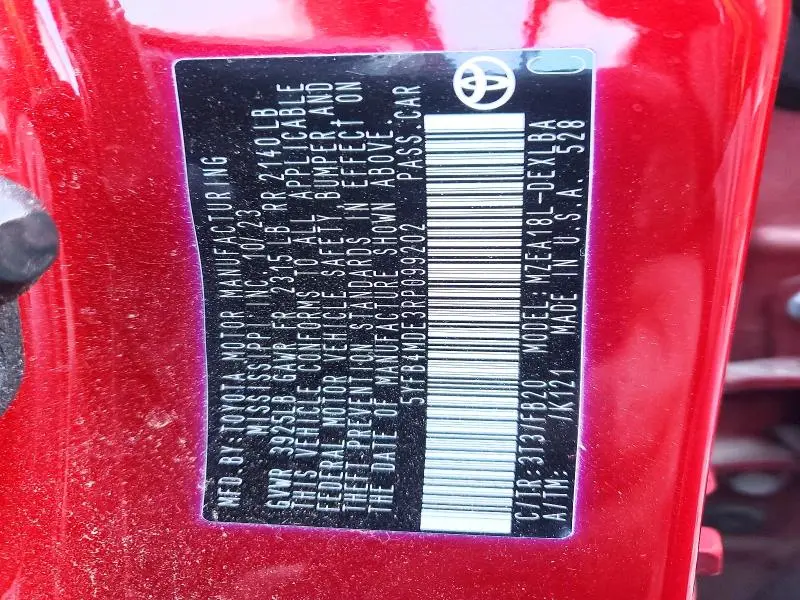 MFD.BY:TOYOTA MOTOR MANUFACTURING
MISSISSIPPI INC. 10/23
GVWR 3925LB GAWR FR 2315LB RR 2140LB
THIS VEHICLE CONFORMS TO ALL APPLICABLE
FEDERAL MOTOR VEHICLE SAFETY BUMPER AND
THEFT PREVENTION STANDARDS IN EFFECT ON
THE DATE OF MANUFACTURE SHOWN ABOVE.
5YFB4MDE3RP099202 PASS.CAR
C/TR: 3T3/FB20 MODEL: MZEA18L-DEXLBA
A/TM: /K121 MADE IN U.S.A. 528
C